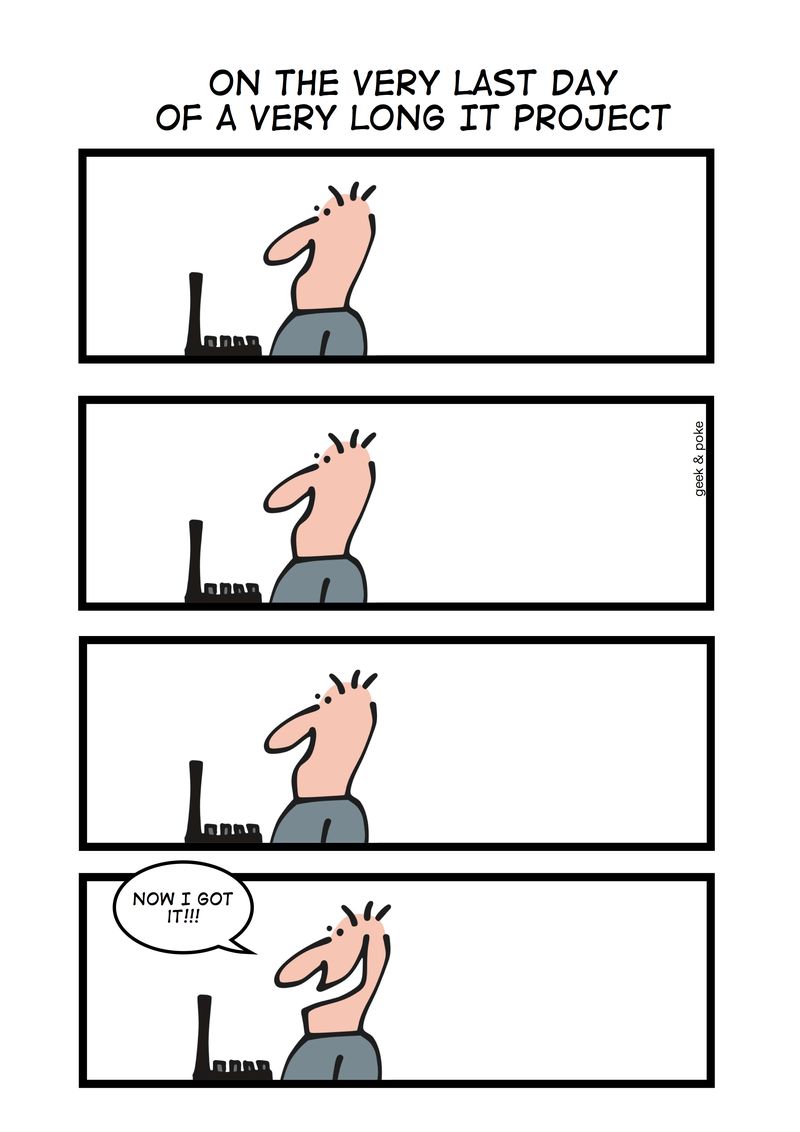 ON THE VERY LAST DAY
OF A VERY LONG IT PROJECT
geek & poke
NOW I GOT
IT!!!